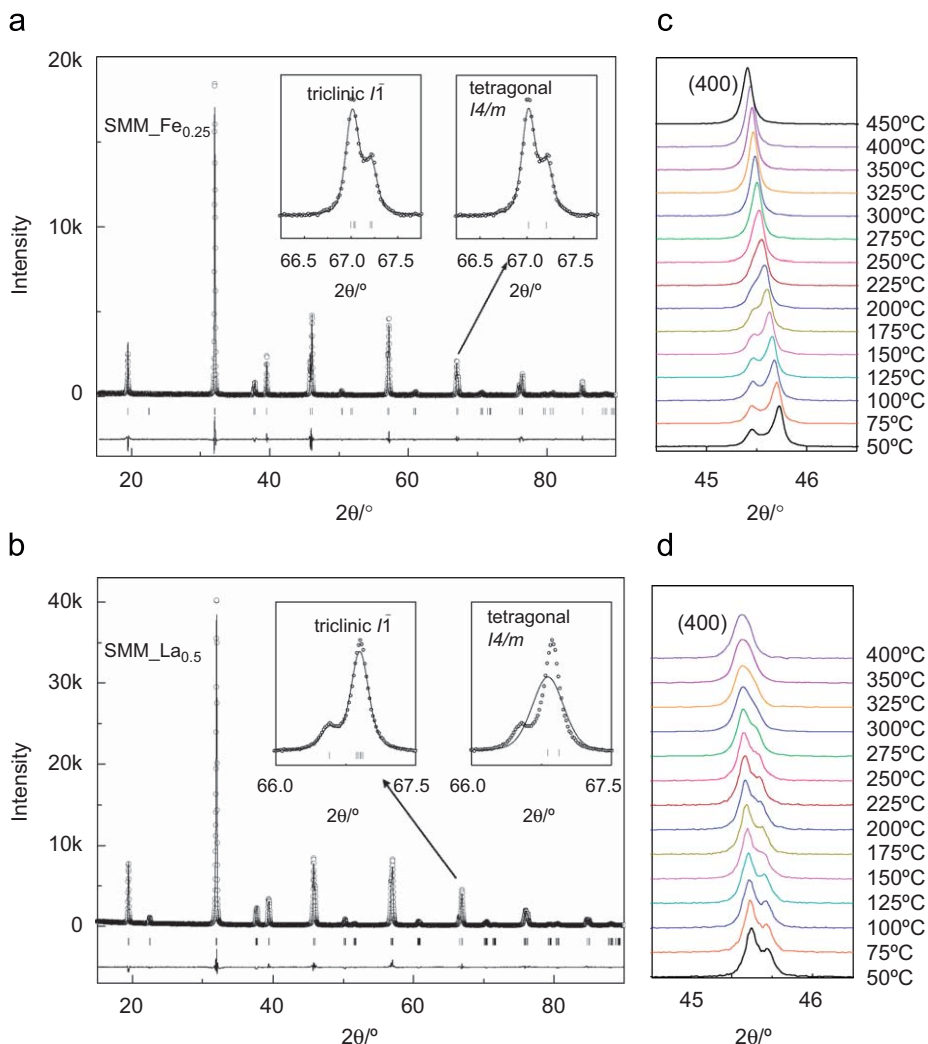 a
20k
10k
0
Intensity
SMM_Fe0.25
triclinic I1̄
66.5 67.0 67.5
2θ/º
tetragonal
I4/m
66.5 67.0 67.5
2θ/º
20 40 60 80
2θ/°
c
(400)
450ºC
400ºC
350ºC
325ºC
300ºC
275ºC
250ºC
225ºC
200ºC
175ºC
150ºC
125ºC
100ºC
75ºC
50ºC
45 46
2θ/°
b
40k
30k
20k
10k
0
Intensity
SMM_La0.5
triclinic I1̄
66.0 67.5
2θ/º
tetragonal
I4/m
66.0 67.5
2θ/º
20 40 60 80
2θ/º
d
(400)
400ºC
350ºC
325ºC
300ºC
275ºC
250ºC
225ºC
200ºC
175ºC
150ºC
125ºC
100ºC
75ºC
50ºC
45 46
2θ/º